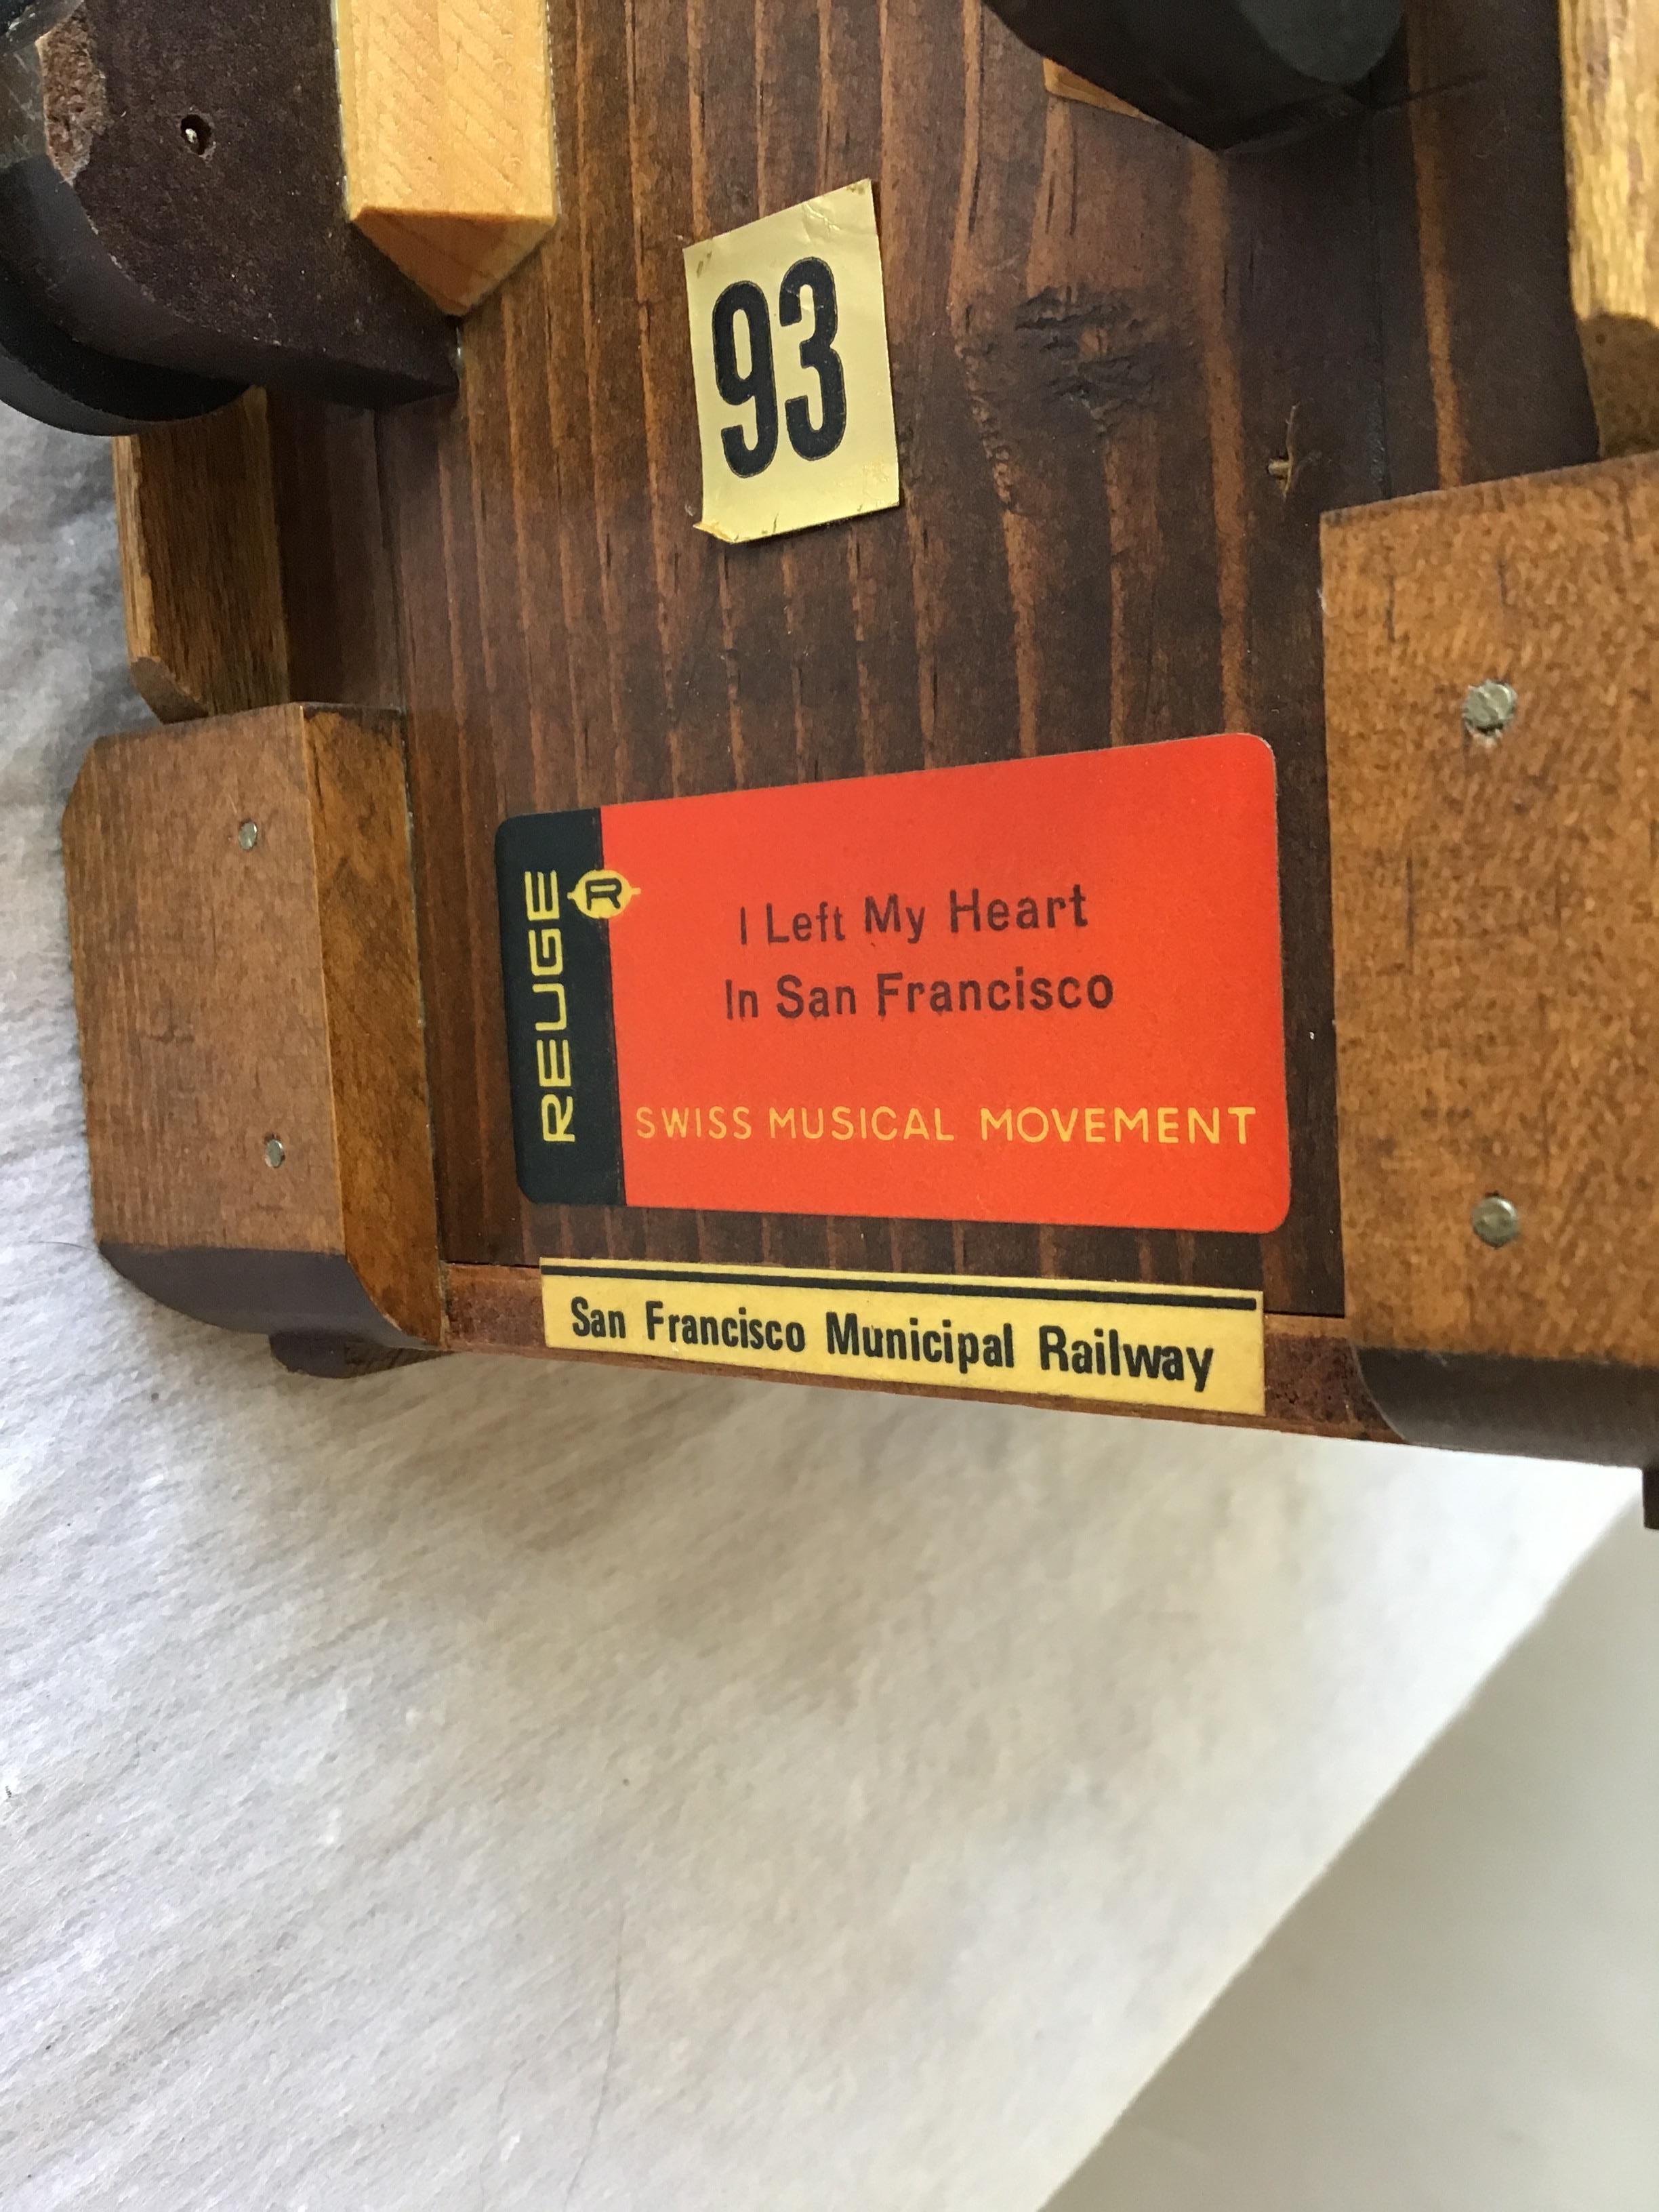 93
REUGE
R
I Left My Heart
In San Francisco
SWISS MUSICAL MOVEMENT
San Francisco Municipal Railway